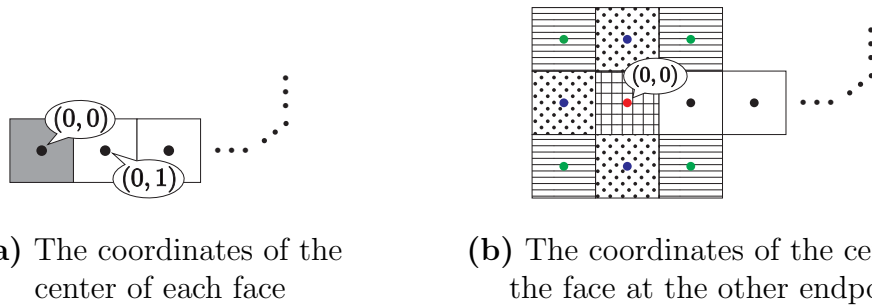 (0, 0)
(0, 1)
(0, 0)
) The coordinates of the
center of each face
(b) The coordinates of the ce
the face at the other endpo